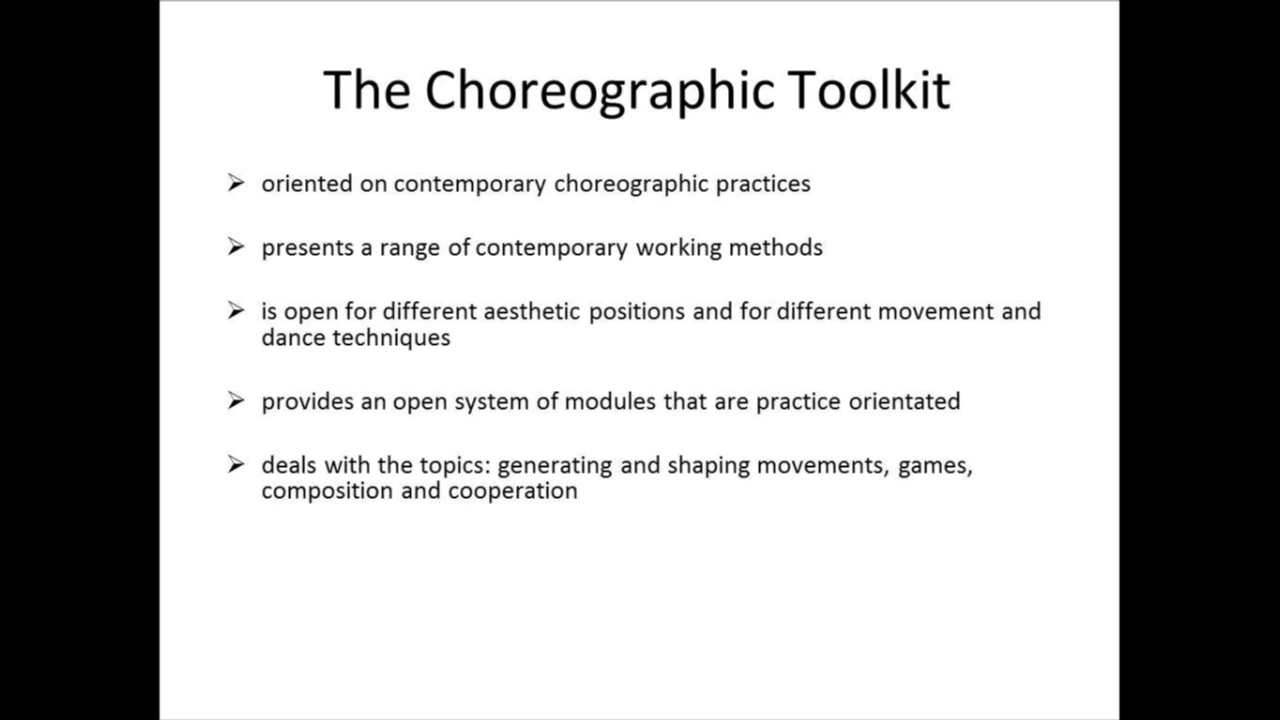 The Choreographic Toolkit
oriented on contemporary choreographic practices
presents a range of contemporary working methods
is open for different aesthetic positions and for different movement and
dance techniques
provides an open system of modules that are practice orientated
deals with the topics: generating and shaping movements, games,
composition and cooperation